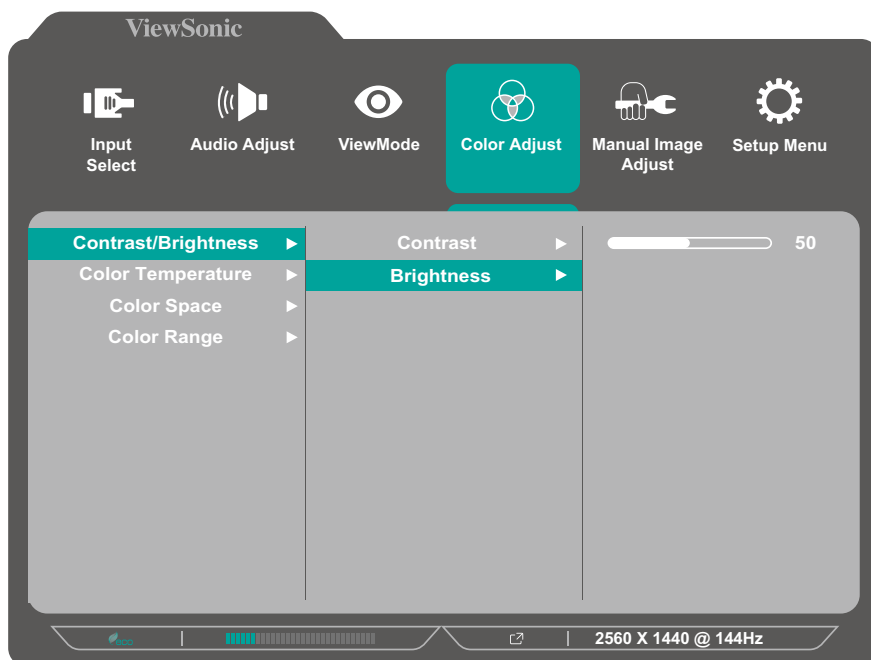 ViewSonic
Input Select
Audio Adjust
ViewMode
Color Adjust
Manual Image Adjust
Setup Menu
Contrast/Brightness
Contrast
50
Color Temperature
Brightness
Color Space
Color Range
eco
2560 X 1440 @ 144Hz